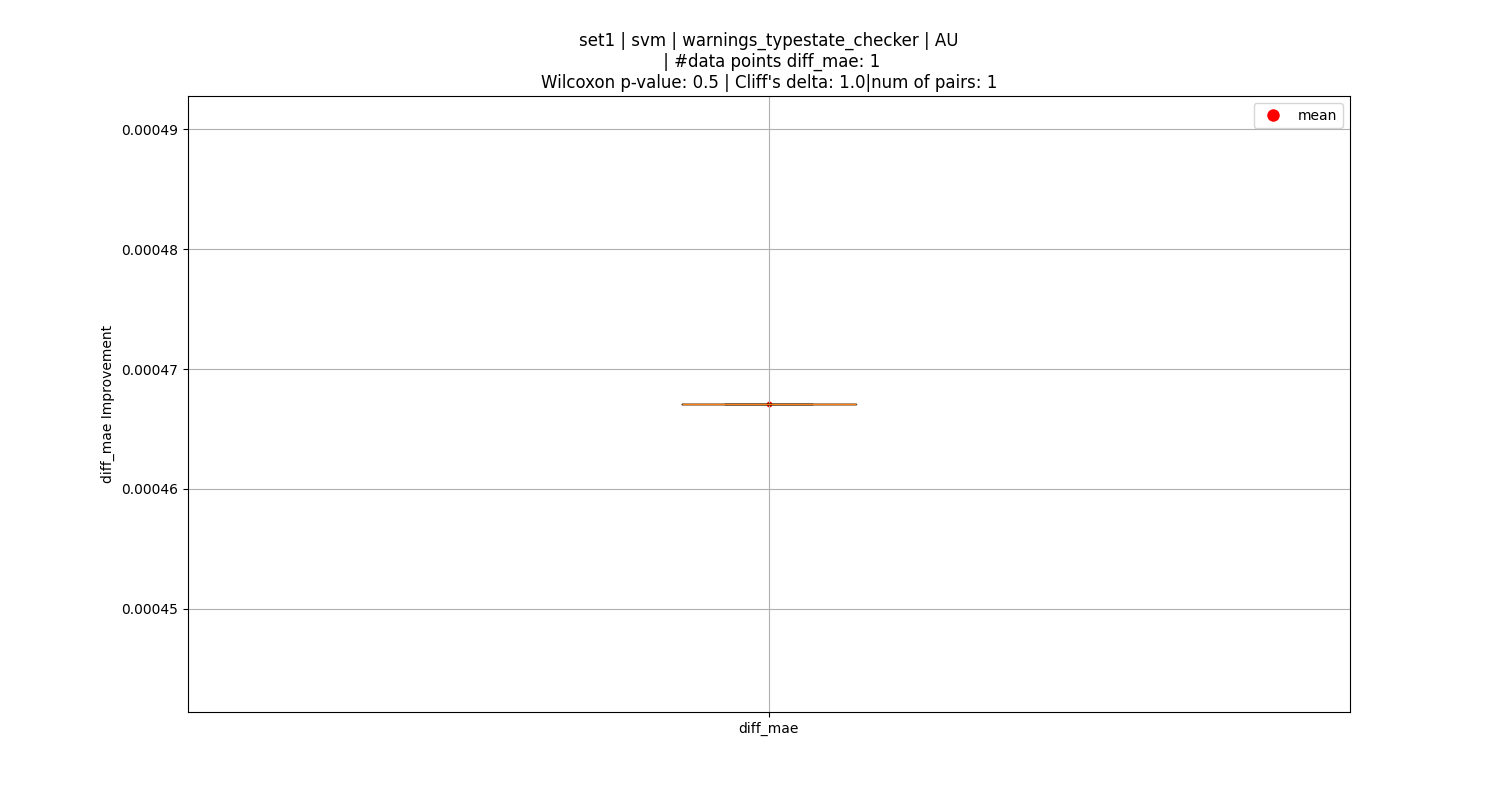 set1 | svm | warnings_typestate_checker | AU
| #data points diff_mae: 1
Wilcoxon p-value: 0.5 | Cliff's delta: 1.0|num of pairs: 1
mean
0.00049
0.00048
0.00047
0.00046
0.00045
diff_mae Improvement
diff_mae